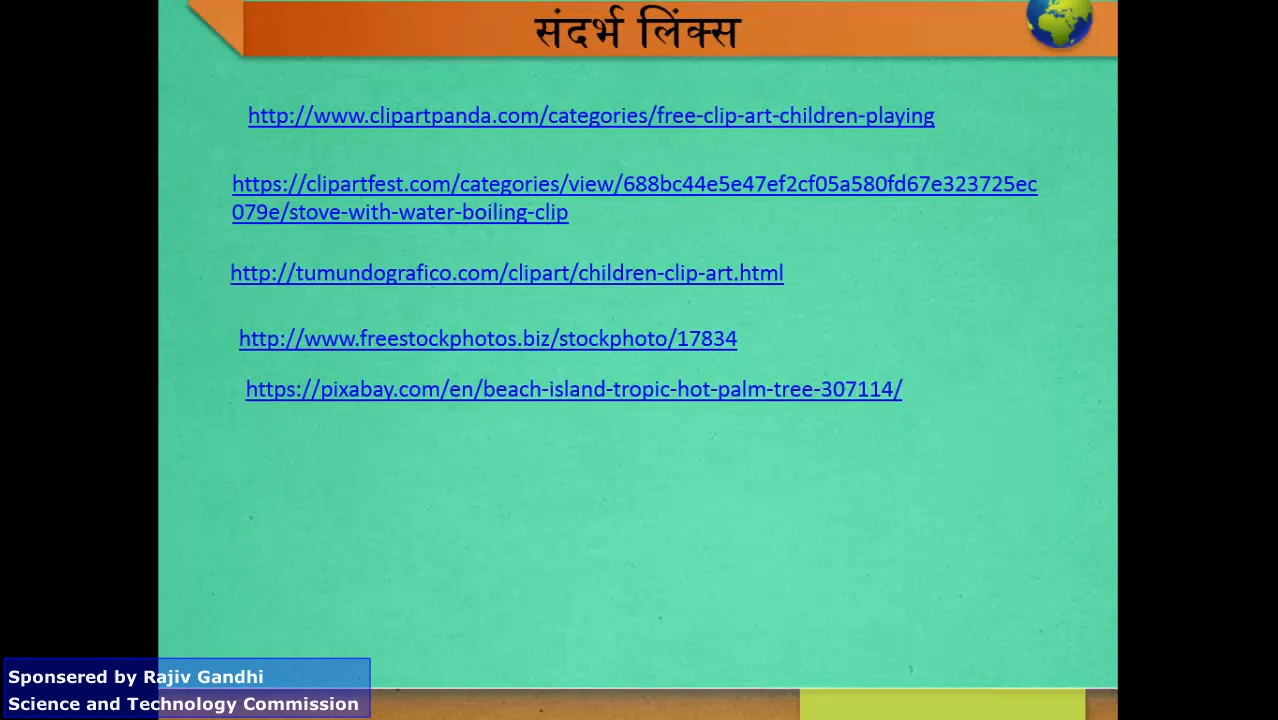 संदर्भ लिंक्स
http://www.clipartpanda.com/categories/free-clip-art-children-playing
https://clipartfest.com/categories/view/688bc44e5e47ef2cf05a580fd67e323725ec
079e/stove-with-water-boiling-clip
http://tumundografico.com/clipart/children-clip-art.html
http://www.freestockphotos.biz/stockphoto/17834
https://pixabay.com/en/beach-island-tropic-hot-palm-tree-307114/
Sponsered by Rajiv Gandhi
Science and Technology Commission